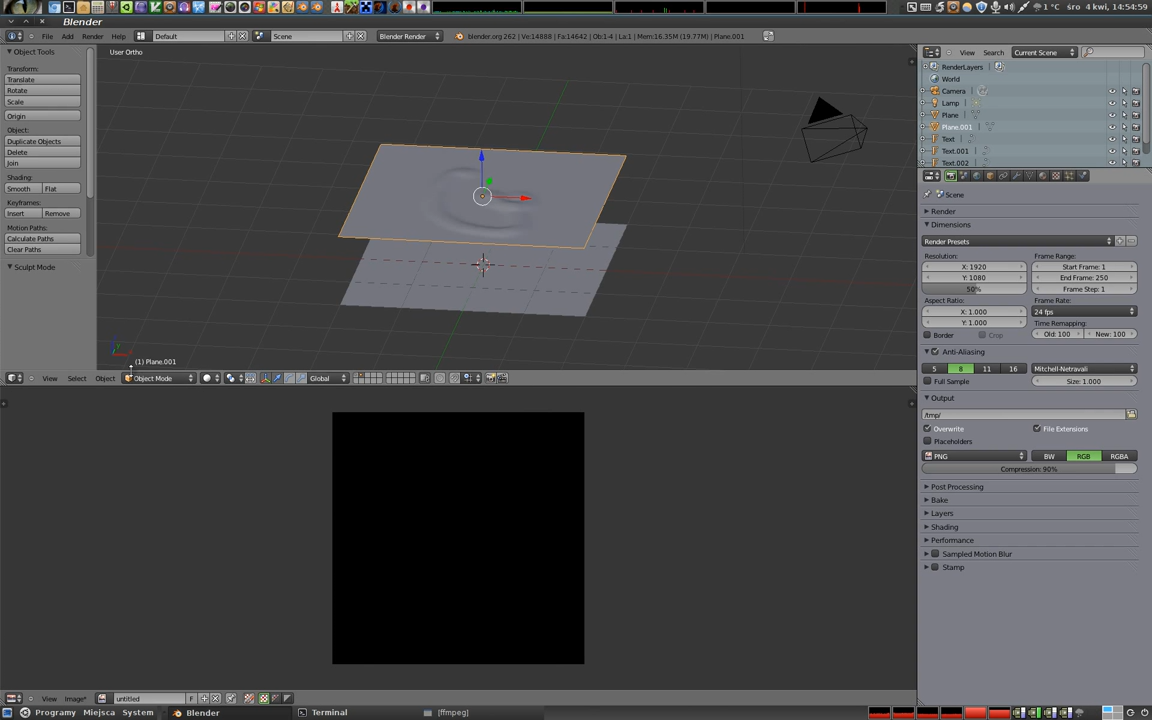 1 °C śro 4 kwi, 14:54:59
Blender
File Add Render Help Default Scene Blender Render blender.org 262 | Ve:14888 | Fa:14642 | Ob:1-4 | La:1 | Mem:16.35M (19.77M) | Plane.001
Object Tools
Transform:
Translate
Rotate
Scale
Origin
Object:
Duplicate Objects
Delete
Join
Shading:
Smooth Flat
Keyframes:
Insert Remove
Motion Paths:
Calculate Paths
Clear Paths
Sculpt Mode
User Ortho
(1) Plane.001
View Select Object Object Mode Global
View Image* untitled F
View Search Current Scene
RenderLayers
World
Camera
Lamp
Plane
Plane.001
Text
Text.001
Text.002
Scene
Render
Dimensions
Render Presets
Resolution: Frame Range:
X: 1920 Start Frame: 1
Y: 1080 End Frame: 250
50% Frame Step: 1
Aspect Ratio: Frame Rate:
X: 1.000 24 fps
Y: 1.000 Time Remapping:
Border Crop Old: 100 New: 100
Anti-Aliasing
5 8 11 16 Mitchell-Netravali
Full Sample Size: 1.000
Output
/tmp/
Overwrite File Extensions
Placeholders
PNG BW RGB RGBA
Compression: 90%
Post Processing
Bake
Layers
Shading
Performance
Sampled Motion Blur
Stamp
Programy Miejsca System Blender Terminal [ffmpeg]